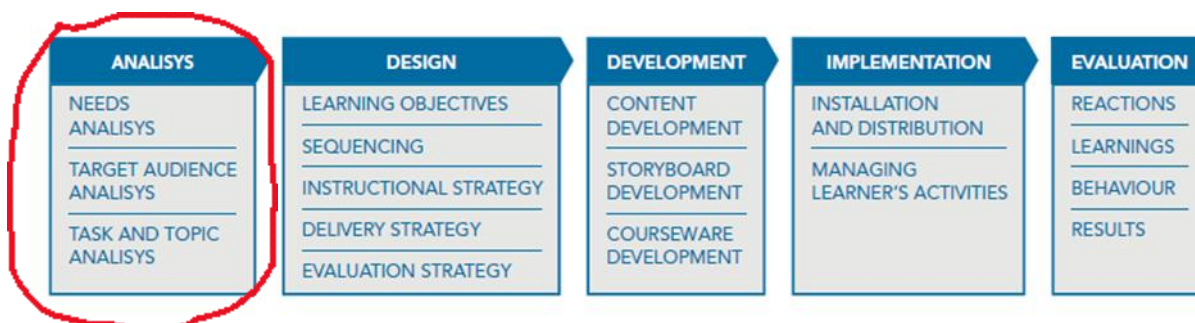 ANALISYS
NEEDS
ANALISYS
TARGET AUDIENCE
ANALISYS
TASK AND TOPIC
ANALISYS
DESIGN
LEARNING OBJECTIVES
SEQUENCING
INSTRUCTIONAL STRATEGY
DELIVERY STRATEGY
EVALUATION STRATEGY
DEVELOPMENT
CONTENT
DEVELOPMENT
STORYBOARD
DEVELOPMENT
COURSEWARE
DEVELOPMENT
IMPLEMENTATION
INSTALLATION
AND DISTRIBUTION
MANAGING
LEARNER'S ACTIVITIES
EVALUATION
REACTIONS
LEARNINGS
BEHAVIOUR
RESULTS